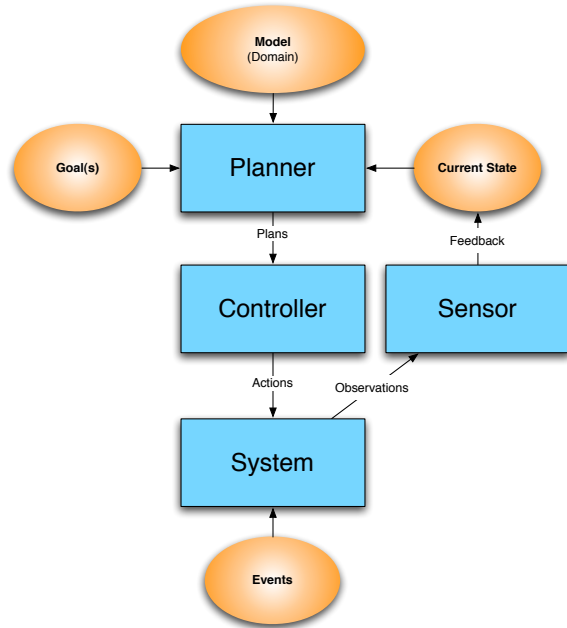 Model
(Domain)
Goal(s)
Planner
Current State
Plans
Feedback
Controller
Sensor
Actions
Observations
System
Events